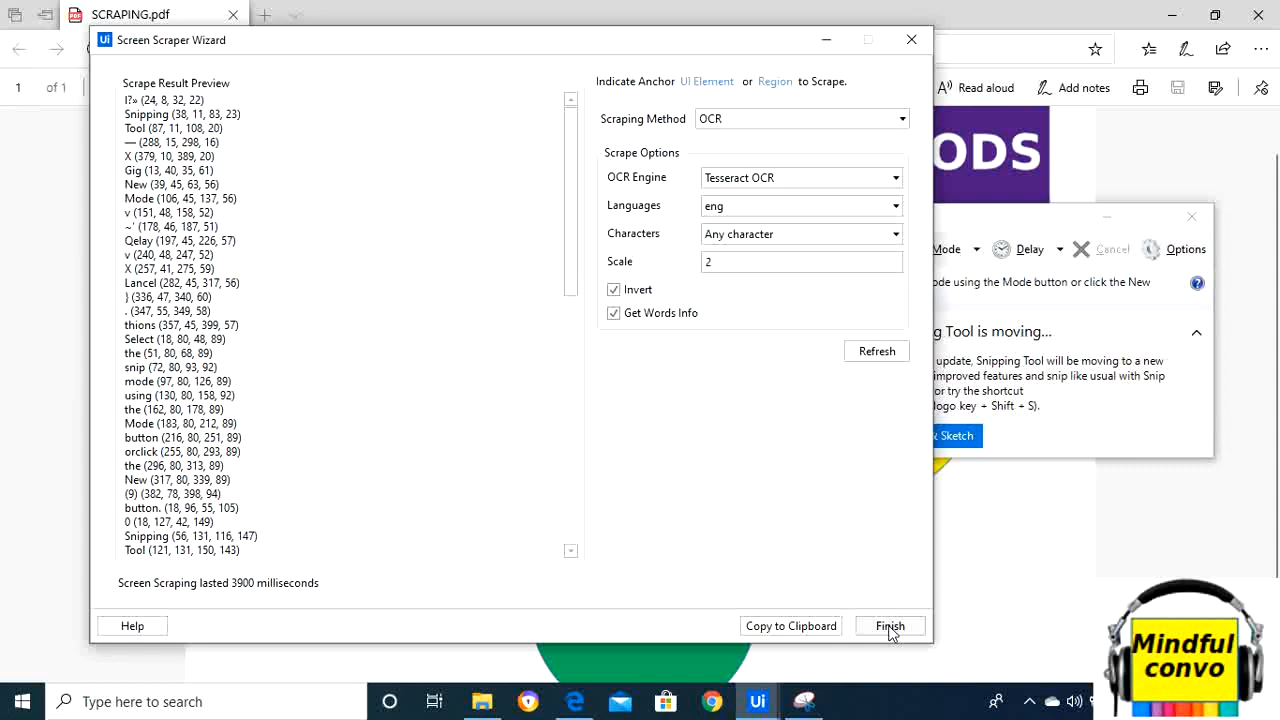 SCRAPING.pdf
1 of 1
Read aloud
Add notes
Screen Scraper Wizard
Scrape Result Preview
I?» (24, 8, 32, 22)
Snipping (38, 11, 83, 23)
Tool (87, 11, 108, 20)
— (288, 15, 298, 16)
X (379, 10, 389, 20)
Gig (13, 40, 35, 61)
New (39, 45, 63, 56)
Mode (106, 45, 137, 56)
v (151, 48, 158, 52)
~' (178, 46, 187, 51)
Qelay (197, 45, 226, 57)
v (240, 48, 247, 52)
X (257, 41, 275, 59)
Lancel (282, 45, 317, 56)
} (336, 47, 340, 60)
. (347, 55, 349, 58)
thions (357, 45, 399, 57)
Select (18, 80, 48, 89)
the (51, 80, 68, 89)
snip (72, 80, 93, 92)
mode (97, 80, 126, 89)
using (130, 80, 158, 92)
the (162, 80, 178, 89)
Mode (183, 80, 212, 89)
button (216, 80, 251, 89)
orclick (255, 80, 293, 89)
the (296, 80, 313, 89)
New (317, 80, 339, 89)
(9) (382, 78, 398, 94)
button. (18, 96, 55, 105)
0 (18, 127, 42, 149)
Snipping (56, 131, 116, 147)
Tool (121, 131, 150, 143)
Screen Scraping lasted 3900 milliseconds
Indicate Anchor UI Element or Region to Scrape.
Scraping Method OCR
Scrape Options
OCR Engine Tesseract OCR
Languages eng
Characters Any character
Scale 2
Invert
Get Words Info
Refresh
Help
Copy to Clipboard
Finish
ODS
Mode Delay Cancel Options
ode using the Mode button or click the New
g Tool is moving...
update, Snipping Tool will be moving to a new
improved features and snip like usual with Snip
or try the shortcut
logo key + Shift + S).
& Sketch
Mindful
convo
Type here to search
Ui